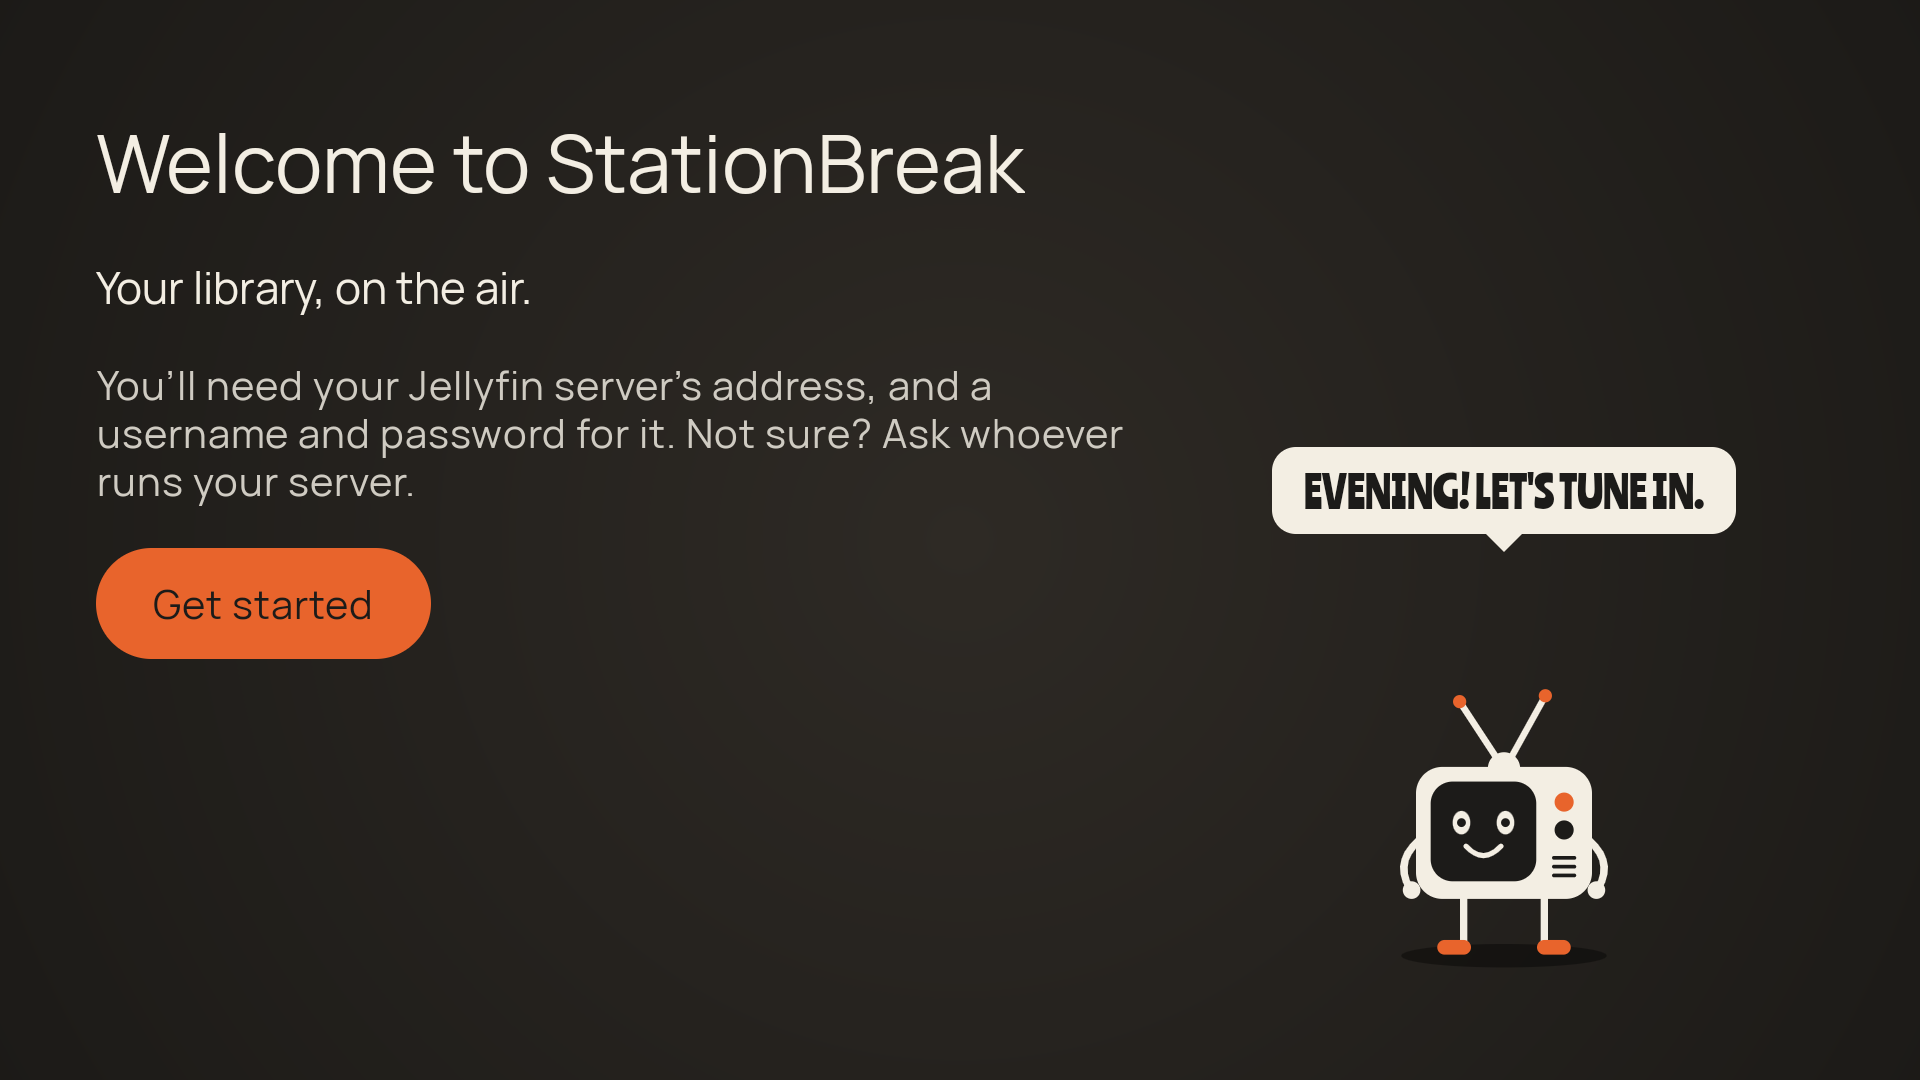 Welcome to StationBreak
Your library, on the air.
You’ll need your Jellyfin server’s address, and a
username and password for it. Not sure? Ask whoever
runs your server.
Get started
EVENING! LET'S TUNE IN.